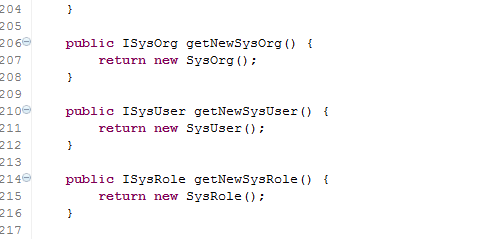 204    }
205
206    public ISysOrg getNewSysOrg() {
207        return new SysOrg();
208    }
209
210    public ISysUser getNewSysUser() {
211        return new SysUser();
212    }
213
214    public ISysRole getNewSysRole() {
215        return new SysRole();
216    }
217